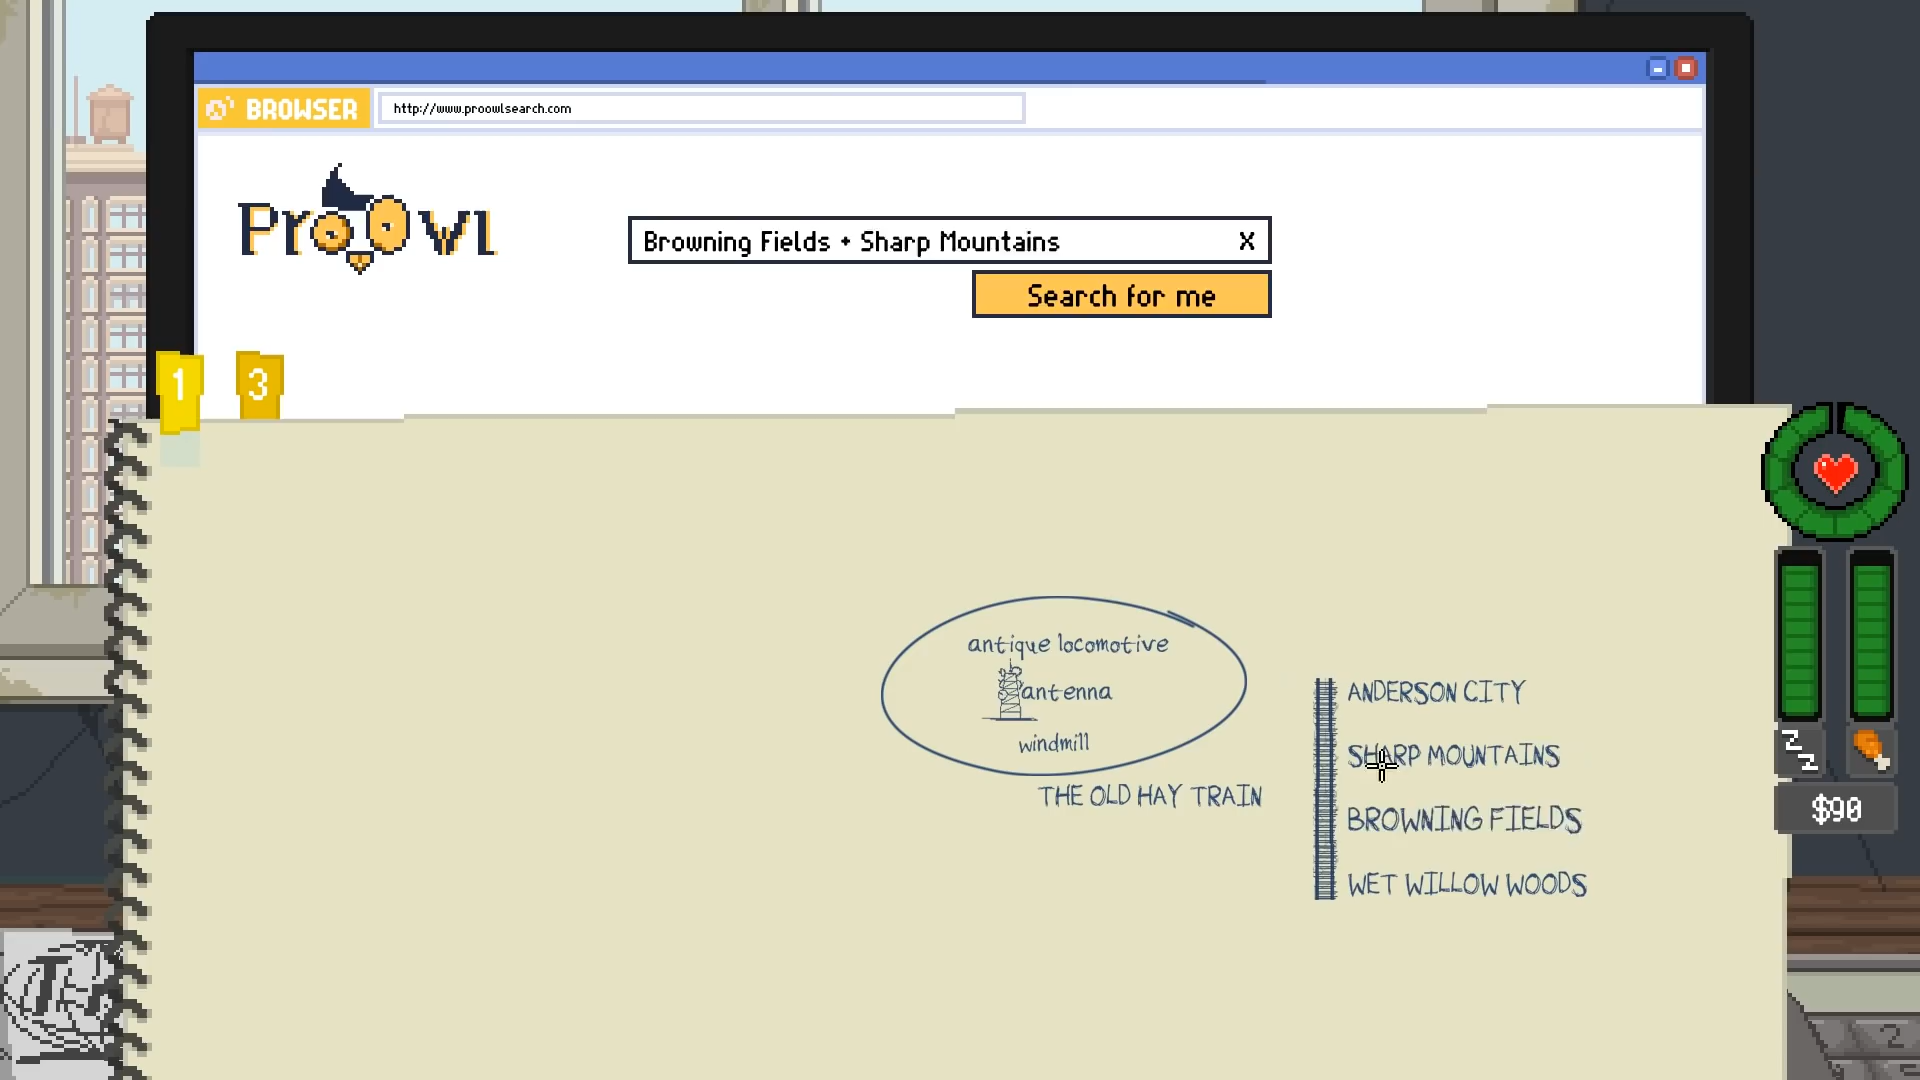 BROWSER
http://www.proowlsearch.com
PrOOwl
Browning Fields + Sharp Mountains X
Search for me
1 3
antique locomotive
antenna
windmill
THE OLD HAY TRAIN
ANDERSON CITY
SHARP MOUNTAINS
BROWNING FIELDS
WET WILLOW WOODS
$90
2